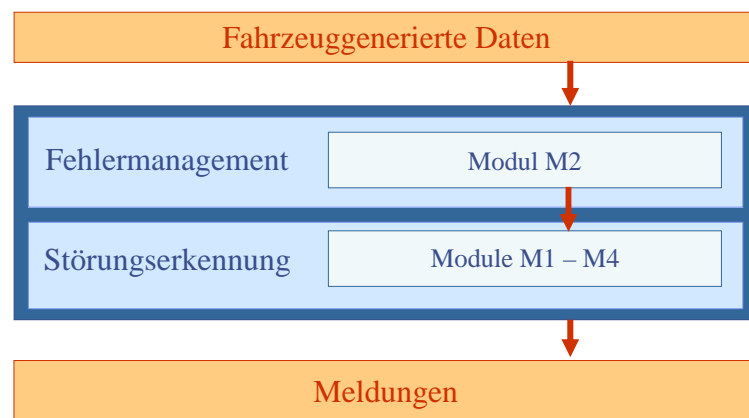 Fahrzeuggenerierte Daten
Fehlermanagement
Modul M2
Störungserkennung
Module M1 – M4
Meldungen